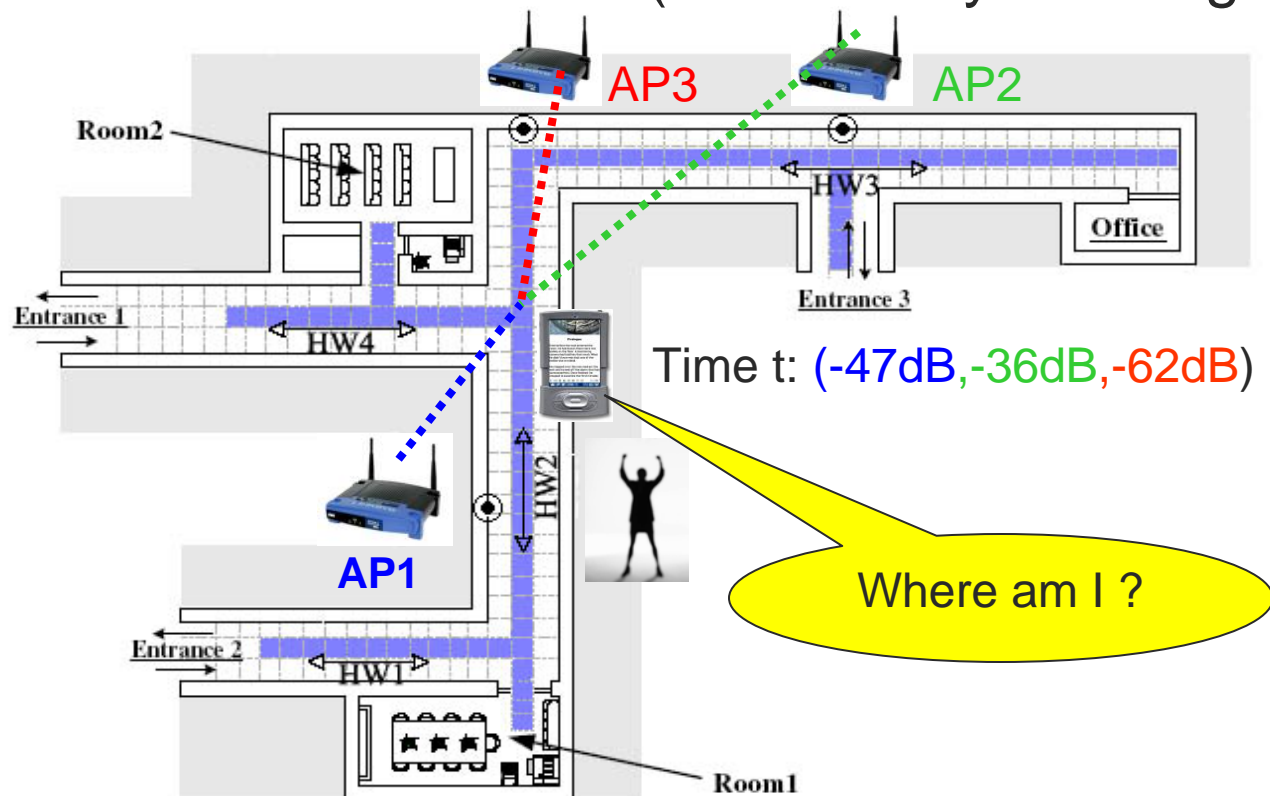 AP3
AP2
Room2
HW3
Office
Entrance 1
Entrance 3
HW4
Time t: (-47dB,-36dB,-62dB)
HW2
AP1
Where am I ?
Entrance 2
HW1
Room1